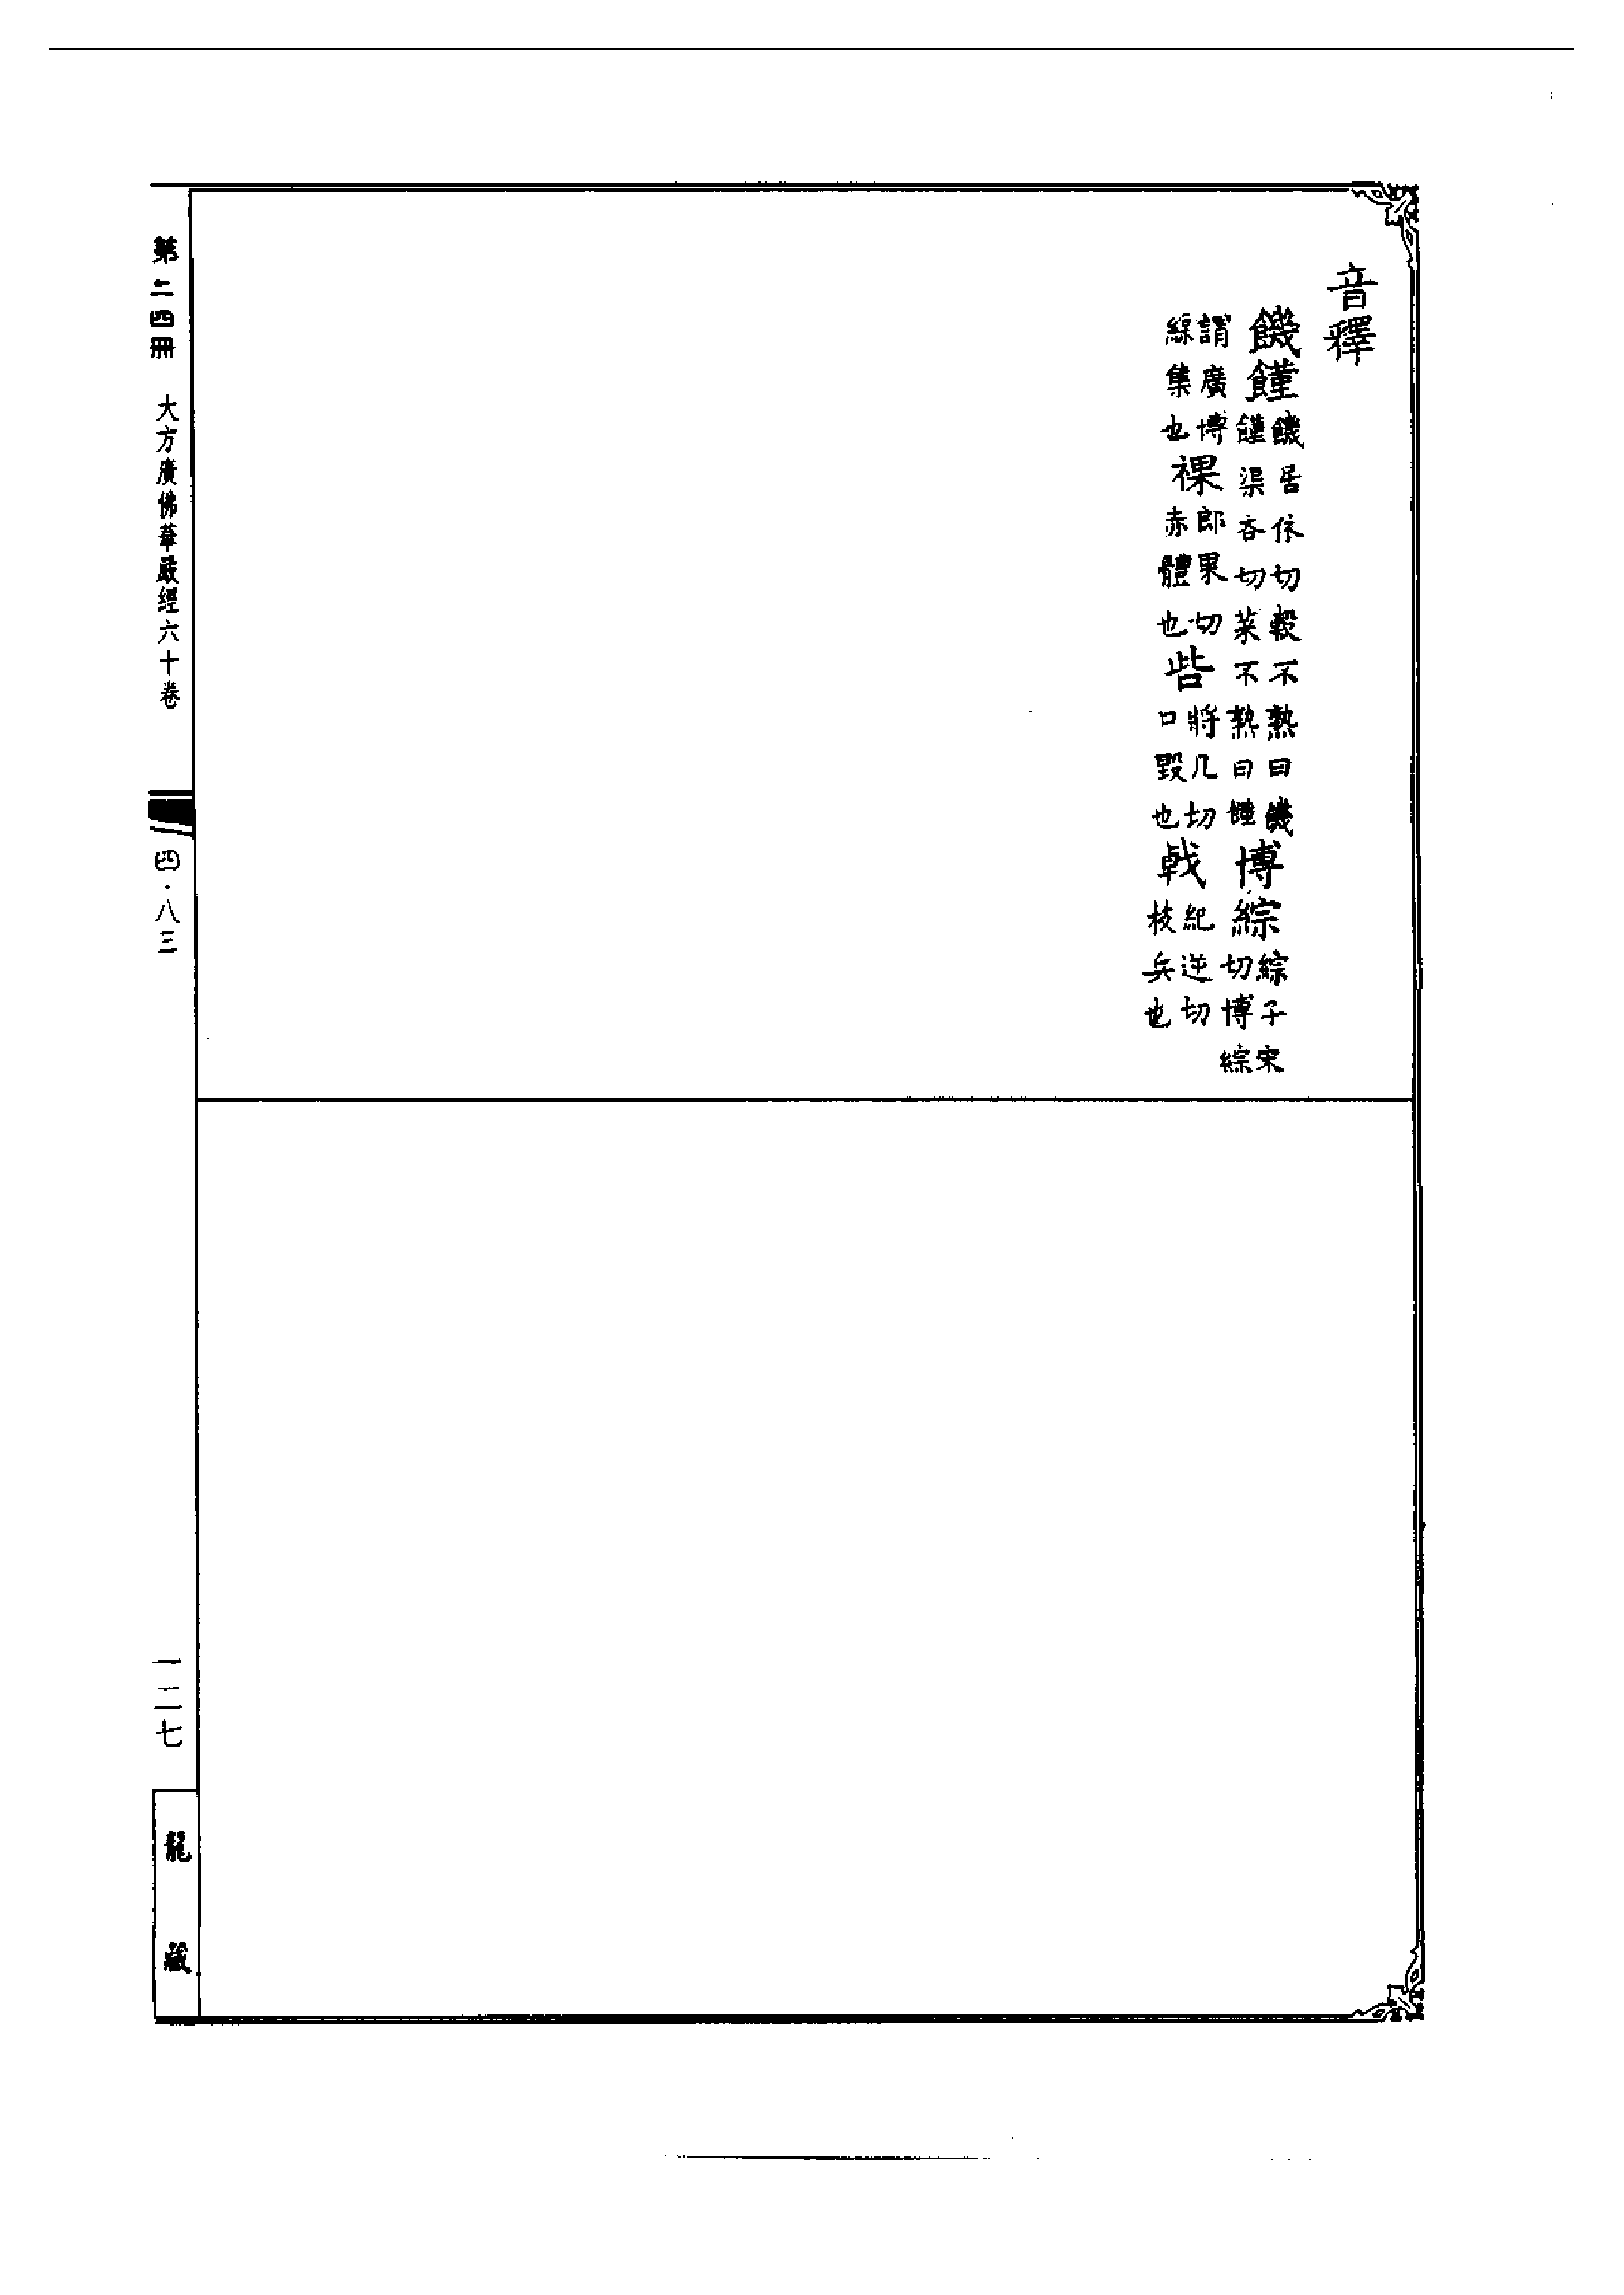 音釋
饑饉饑居依切穀不熟曰饑饉渠吝切菜不熟曰饉博綜綜子宋切博綜
謂廣博綜集也祼郎果切赤體也呰將几切口毀也戟紀逆切枝兵也
第二四冊 大方廣佛華嚴經六十卷 四·八三 一二七 龍藏